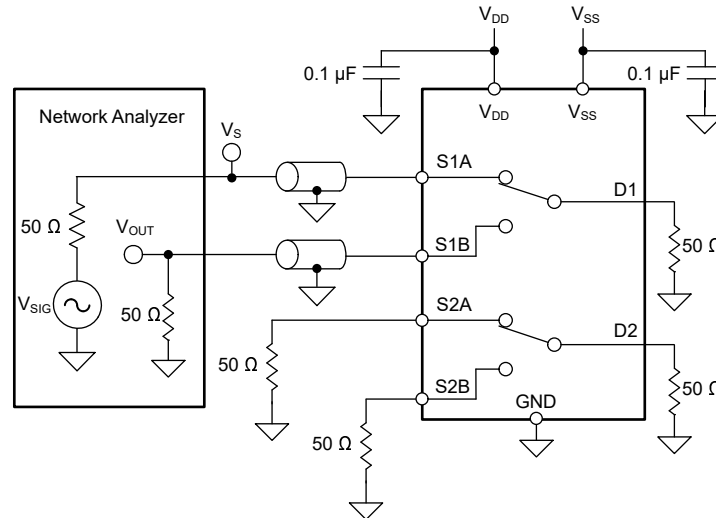 V_DD V_SS
0.1 µF 0.1 µF
V_DD V_SS
Network Analyzer
V_S
S1A
D1
50 Ω
V_OUT
S1B
50 Ω
V_SIG
50 Ω
S2A
D2
50 Ω
S2B
50 Ω
GND
50 Ω